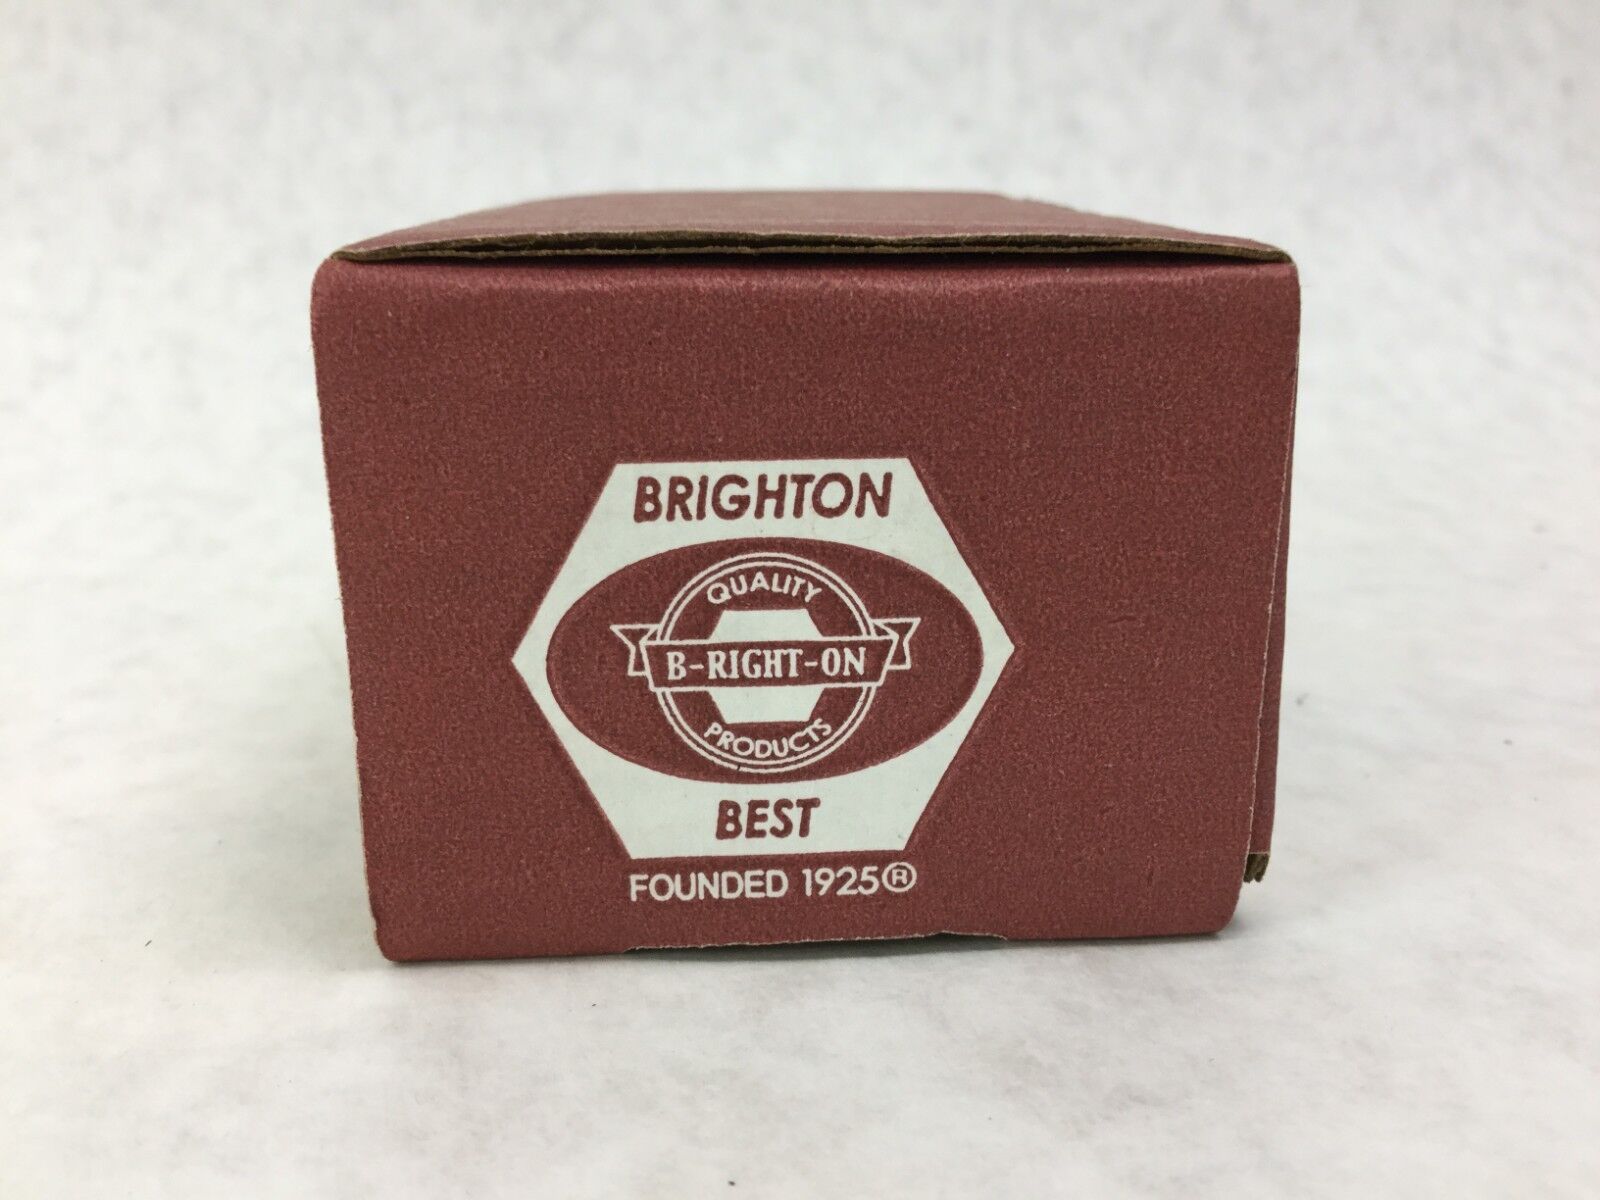 BRIGHTON
QUALITY
B-RIGHT-ON
PRODUCTS
BEST
FOUNDED 1925®